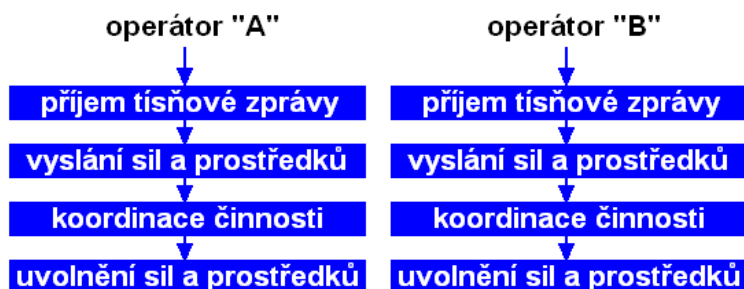 operátor "A"
příjem tísňové zprávy
vyslání sil a prostředků
koordinace činnosti
uvolnění sil a prostředků
operátor "B"
příjem tísňové zprávy
vyslání sil a prostředků
koordinace činnosti
uvolnění sil a prostředků